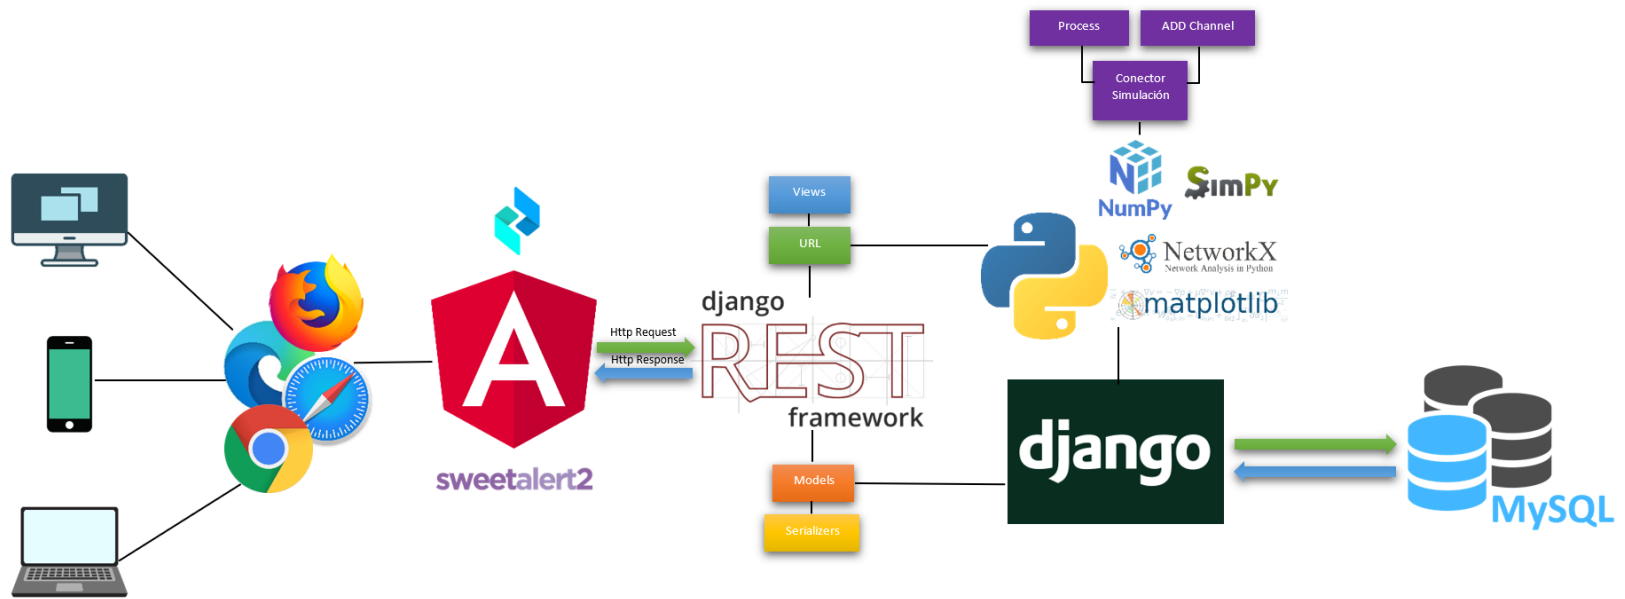 Process
ADD Channel
Conector
Simulación
NumPy
SimPy
Views
URL
NetworkX
Network Analysis in Python
matplotlib
django
REST
framework
Http Request
Http Response
sweetalert2
Models
Serializers
django
MySQL